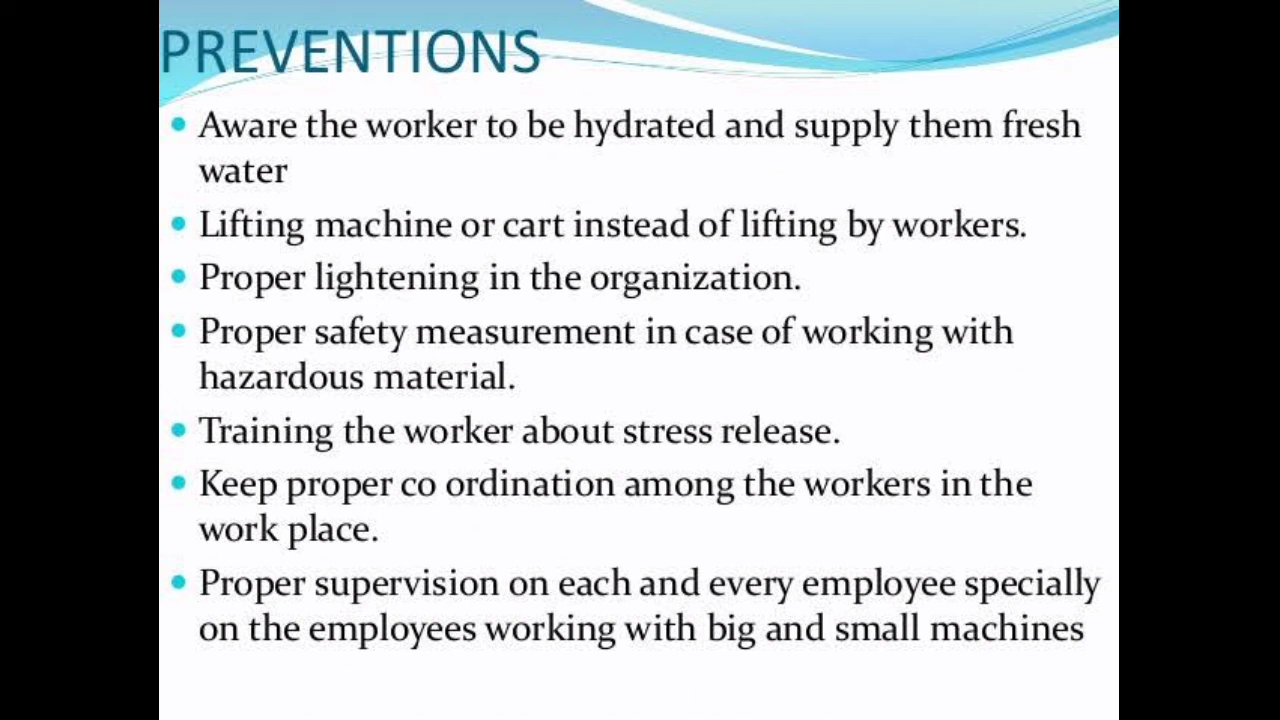 PREVENTIONS
Aware the worker to be hydrated and supply them fresh
water
Lifting machine or cart instead of lifting by workers.
Proper lightening in the organization.
Proper safety measurement in case of working with
hazardous material.
Training the worker about stress release.
Keep proper co ordination among the workers in the
work place.
Proper supervision on each and every employee specially
on the employees working with big and small machines